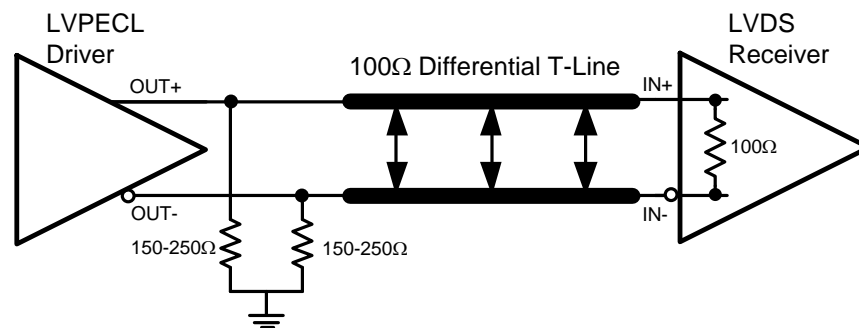 LVPECL
Driver
LVDS
Receiver
100Ω Differential T-Line
OUT+
IN+
100Ω
OUT-
IN-
150-250Ω
150-250Ω